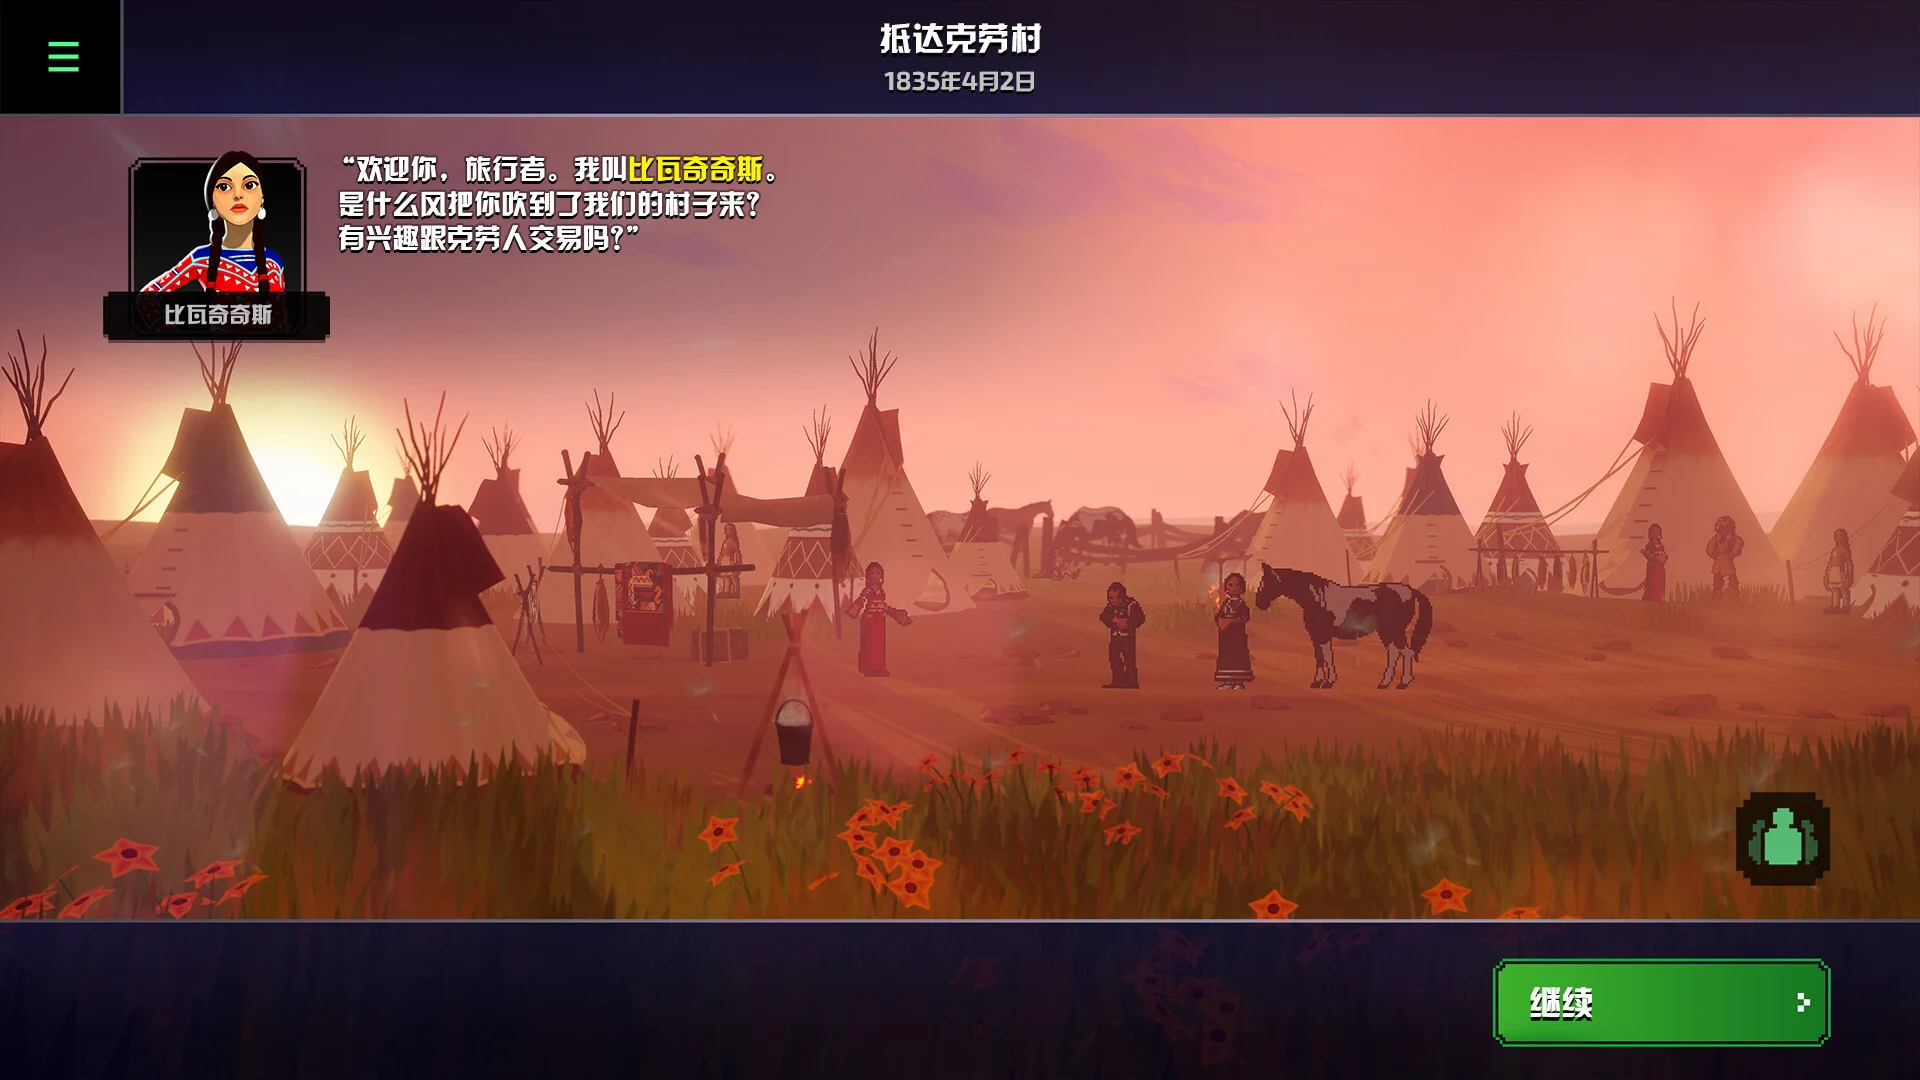 抵达克劳村
1835年4月2日
“欢迎你，旅行者。我叫比瓦奇奇斯。
是什么风把你吹到了我们的村子来？
有兴趣跟克劳人交易吗？”
比瓦奇奇斯
继续